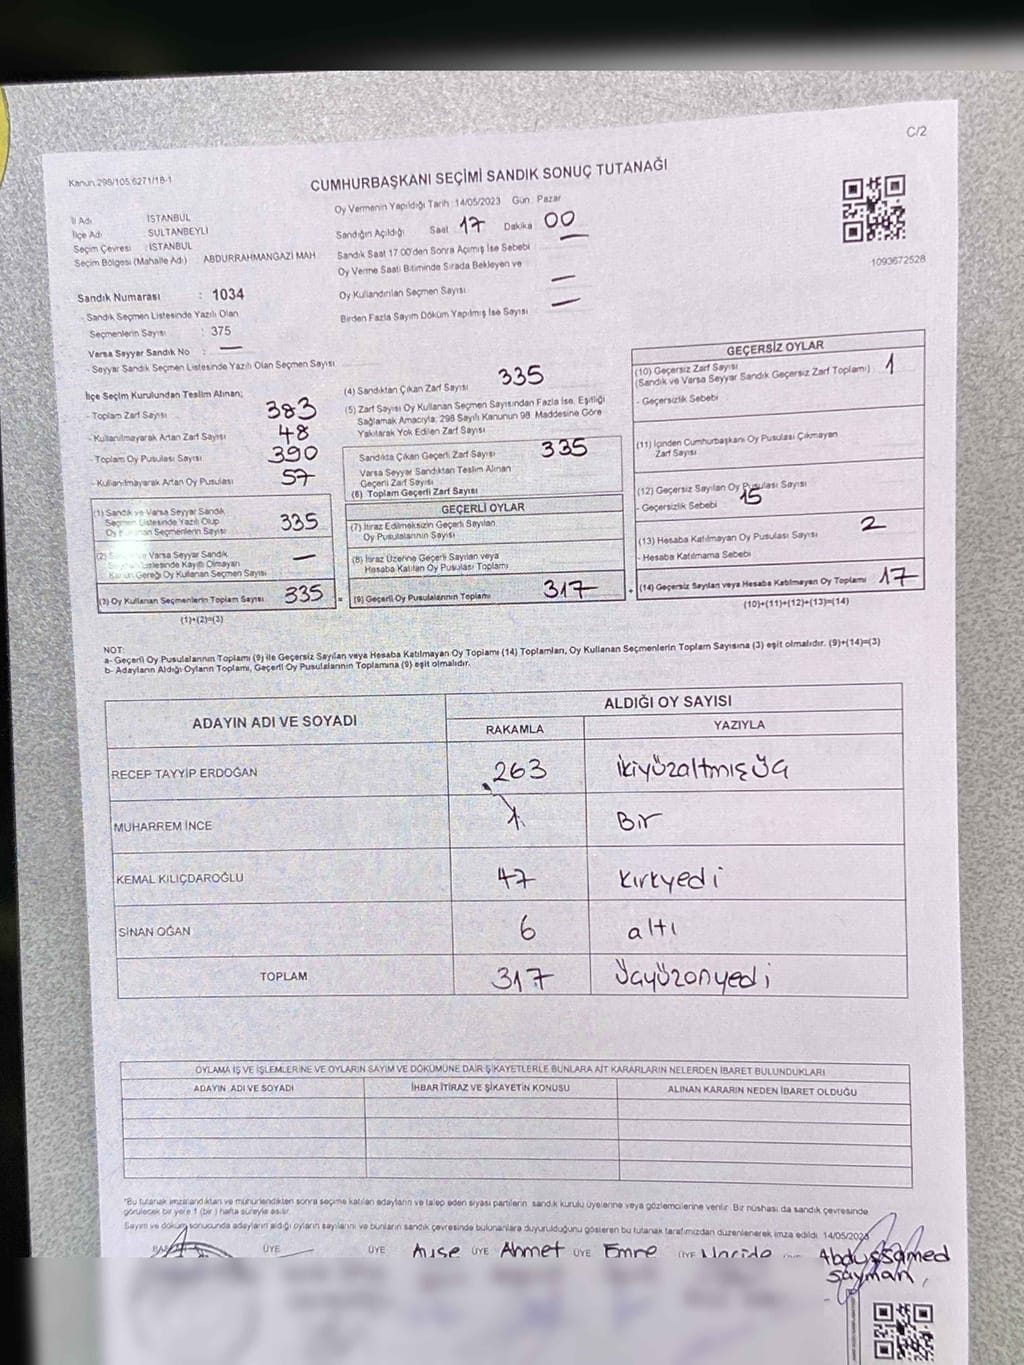 C/2
Kanun.296/105.6271/18-1
CUMHURBAŞKANI SEÇİMİ SANDIK SONUÇ TUTANAĞI
İl Adı : İSTANBUL
İlçe Adı : SULTANBEYLİ
Seçim Çevresi : İSTANBUL
Seçim Bölgesi (Mahalle Adı) : ABDURRAHMANGAZİ MAH
Sandık Numarası : 1034
- Sandık Seçmen Listesinde Yazılı Olan
Seçmenlerin Sayısı : 375
Varsa Seyyar Sandık No : —
- Seyyar Sandık Seçmen Listesinde Yazılı Olan Seçmen Sayısı
Oy Vermenin Yapıldığı Tarih :14/05/2023 Gün : Pazar
Sandığın Açıldığı Saat 17 Dakika 00
Sandık Saat 17:00'den Sonra Açımış İse Sebebi —
Oy Verme Saati Bitiminde Sırada Bekleyen ve
Oy Kullandırılan Seçmen Sayısı —
Birden Fazla Sayım Döküm Yapılmış İse Sayısı —
1093672528
İlçe Seçim Kurulundan Teslim Alınan;
- Toplam Zarf Sayısı 383
- Kullanılmayarak Artan Zarf Sayısı 48
- Toplam Oy Pusulası Sayısı 390
- Kullanılmayarak Artan Oy Pusulası 57
(1) Sandık ve Varsa Seyyar Sandık
Seçmen Listesinde Yazılı Olup
Oy Kullanan Seçmenlerin Sayısı 335
(2) Sandık ve Varsa Seyyar Sandık
Seçmen Listesinde Kayıtlı Olmayan
Kanun Gereği Oy Kullanan Seçmen Sayısı —
(3) Oy Kullanan Seçmenlerin Toplam Sayısı 335
(1)+(2)=(3)
(4) Sandıktan Çıkan Zarf Sayısı 335
(5) Zarf Sayısı Oy Kullanan Seçmen Sayısından Fazla İse, Eşitliği
Sağlamak Amacıyla, 298 Sayılı Kanunun 98. Maddesine Göre
Yakılarak Yok Edilen Zarf Sayısı
Sandıkta Çıkan Geçerli Zarf Sayısı 335
Varsa Seyyar Sandıktan Teslim Alınan
Geçerli Zarf Sayısı
(6) Toplam Geçerli Zarf Sayısı
GEÇERLİ OYLAR
(7) İtiraz Edilmeksizin Geçerli Sayılan
Oy Pusulalarının Sayısı
(8) İtiraz Üzerine Geçerli Sayılan veya
Hesaba Katılan Oy Pusulası Toplamı
= (9) Geçerli Oy Pusulalarının Toplamı 317 +
GEÇERSİZ OYLAR
(10) Geçersiz Zarf Sayısı 1
(Sandık ve Varsa Seyyar Sandık Geçersiz Zarf Toplamı)
- Geçersizlik Sebebi
(11) İçinden Cumhurbaşkanı Oy Pusulası Çıkmayan
Zarf Sayısı
(12) Geçersiz Sayılan Oy Pusulası Sayısı
- Geçersizlik Sebebi 15
(13) Hesaba Katılmayan Oy Pusulası Sayısı 2
- Hesaba Katılmama Sebebi
(14) Geçersiz Sayılan veya Hesaba Katılmayan Oy Toplamı 17
(10)+(11)+(12)+(13)=(14)
NOT:
a- Geçerli Oy Pusulalarının Toplamı (9) ile Geçersiz Sayılan veya Hesaba Katılmayan Oy Toplamı (14) Toplamları, Oy Kullanan Seçmenlerin Toplam Sayısına (3) eşit olmalıdır. (9)+(14)=(3)
b- Adayların Aldığı Oyların Toplamı, Geçerli Oy Pusulalarının Toplamına (9) eşit olmalıdır.
ADAYIN ADI VE SOYADI ALDIĞI OY SAYISI
RAKAMLA YAZIYLA
RECEP TAYYİP ERDOĞAN 263 ikiyüzaltmışüç
MUHARREM İNCE 1 Bir
KEMAL KILIÇDAROĞLU 47 kırkyedi
SİNAN OĞAN 6 altı
TOPLAM 317 üçyüzonyedi
OYLAMA İŞ VE İŞLEMLERİNE VE OYLARIN SAYIM VE DÖKÜMÜNE DAİR ŞİKAYETLERLE BUNLARA AİT KARARLARIN NELERDEN İBARET BULUNDUKLARI
ADAYIN ADI VE SOYADI İHBAR İTİRAZ VE ŞİKAYETİN KONUSU ALINAN KARARIN NEDEN İBARET OLDUĞU
*Bu tutanak imzalandıktan ve mühürlendikten sonra seçime katılan adayların ve talep eden siyasi partilerin sandık kurulu üyelerine veya gözlemcilerine verilir. Bir nüshası da sandık çevresinde
görülecek bir yere 1 (bir ) hafta süreyle asılır.
Sayım ve döküm sonucunda adayların aldığı oyların sayılarını ve bunların sandık çevresinde bulunanlara duyurulduğunu gösteren bu tutanak tarafımızdan düzenlenerek imza edildi. 14/05/2023
ÜYE ÜYE Ayşe ÜYE Ahmet ÜYE Emre ÜYE Abdussamed
Sayman